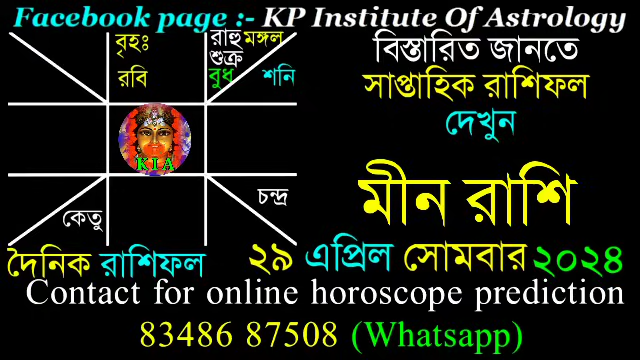 Facebook page :- KP Institute Of Astrology
বৃহঃ
রবি
রাহু মঙ্গল
শুক্র
বুধ
শনি
বিস্তারিত জানতে
সাপ্তাহিক রাশিফল
দেখুন
KIA
কেতু
চন্দ্র
মীন রাশি
দৈনিক রাশিফল ২৯ এপ্রিল সোমবার ২০২৪
Contact for online horoscope prediction
83486 87508 (Whatsapp)